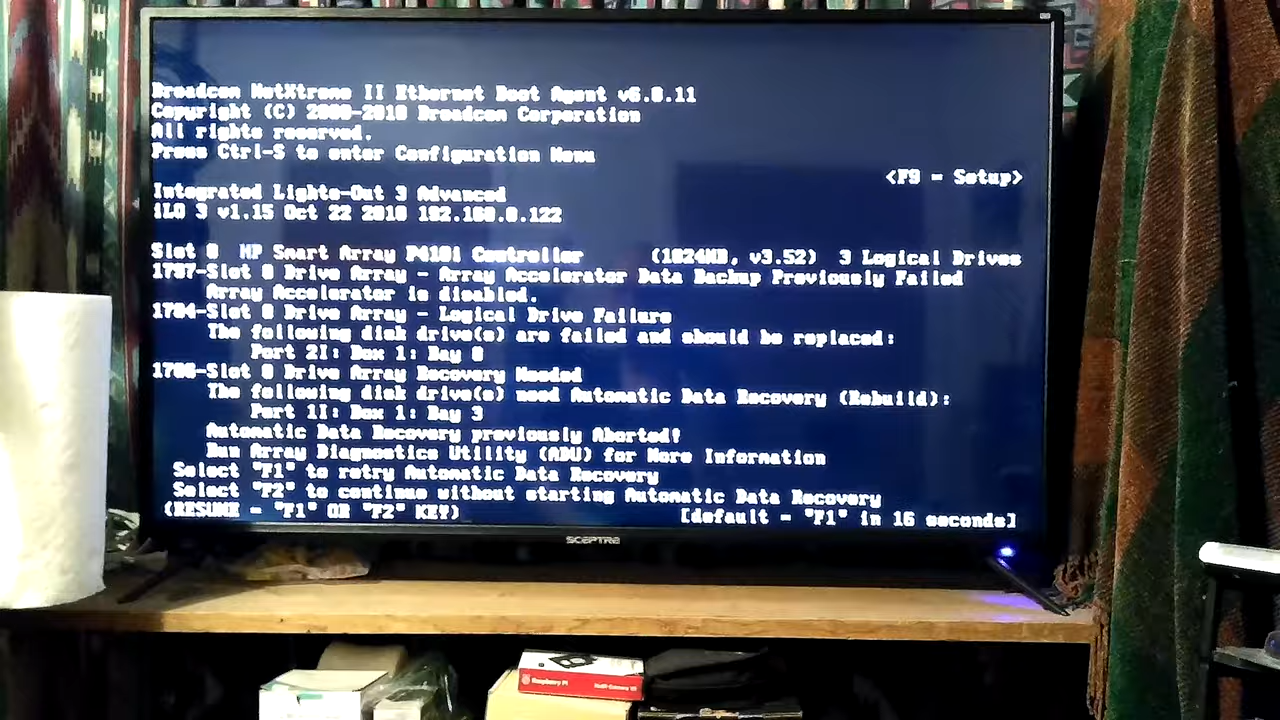 Broadcom NetXtreme II Ethernet Boot Agent v6.0.11
Copyright (C) 2000-2010 Broadcom Corporation
All rights reserved.
Press Ctrl-S to enter Configuration Menu
<F9 = Setup>
Integrated Lights-Out 3 Advanced
iLO 3 v1.15 Oct 22 2010 192.168.0.122
Slot 0 HP Smart Array P410i Controller (1024MB, v3.52) 3 Logical Drives
1797-Slot 0 Drive Array - Array Accelerator Data Backup Previously Failed
Array Accelerator is disabled.
1784-Slot 0 Drive Array - Logical Drive Failure
The following disk drive(s) are failed and should be replaced:
Port 2I: Box 1: Bay
Slot 0 Drive Array Recovery Needed
The following disk drive(s) need Automatic Data Recovery (Rebuild):
Port 1I: Box 1: Bay 3
Automatic Data Recovery previously Aborted!
Run Array Diagnostics Utility (ADU) for More Information
Select "F1" to retry Automatic Data Recovery
Select "F2" to continue without starting Automatic Data Recovery
(RESUME = "F1" OR "F2" KEY) [default = "F1" in 16 seconds]
SCEPTRE
Raspberry Pi